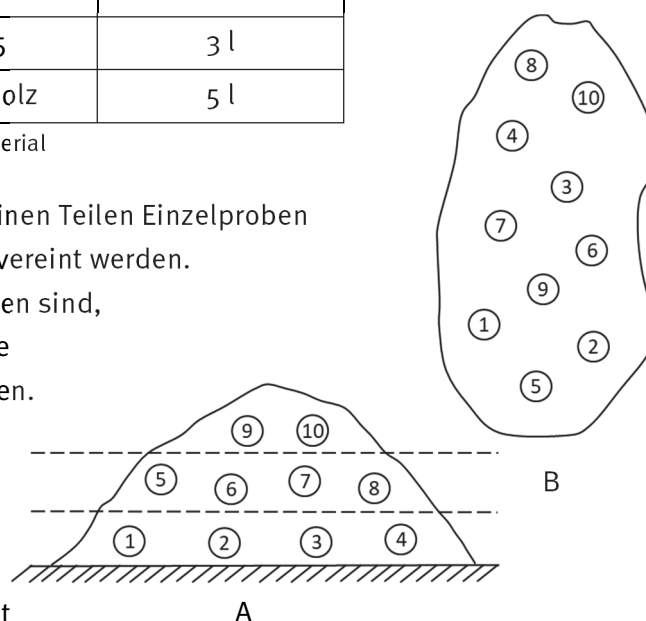 5 3 l
olz 5 l
erial
inen Teilen Einzelproben
vereint werden.
en sind,
e
en.
8
10
4
3
7
6
9
1
2
5
B
9 10
5 6 7 8
1 2 3 4
t A